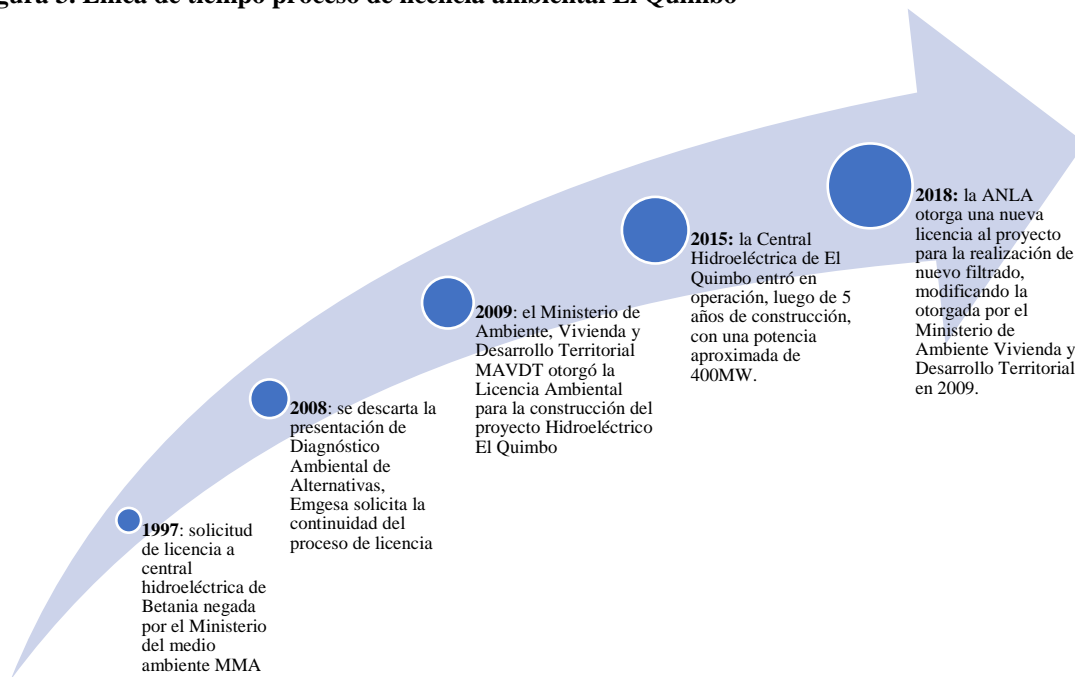 gura 3. Línea de tiempo proceso de licencia ambiental El Quimbo
1997: solicitud
de licencia a
central
hidroeléctrica de
Betania negada
por el Ministerio
del medio
ambiente MMA
2008: se descarta la
presentación de
Diagnóstico
Ambiental de
Alternativas,
Emgesa solicita la
continuidad del
proceso de licencia
2009: el Ministerio de
Ambiente, Vivienda y
Desarrollo Territorial
MAVDT otorgó la
Licencia Ambiental
para la construcción del
proyecto Hidroeléctrico
El Quimbo
2015: la Central
Hidroeléctrica de El
Quimbo entró en
operación, luego de 5
años de construcción,
con una potencia
aproximada de
400MW.
2018: la ANLA
otorga una nueva
licencia al proyecto
para la realización de
nuevo filtrado,
modificando la
otorgada por el
Ministerio de
Ambiente Vivienda y
Desarrollo Territorial
en 2009.